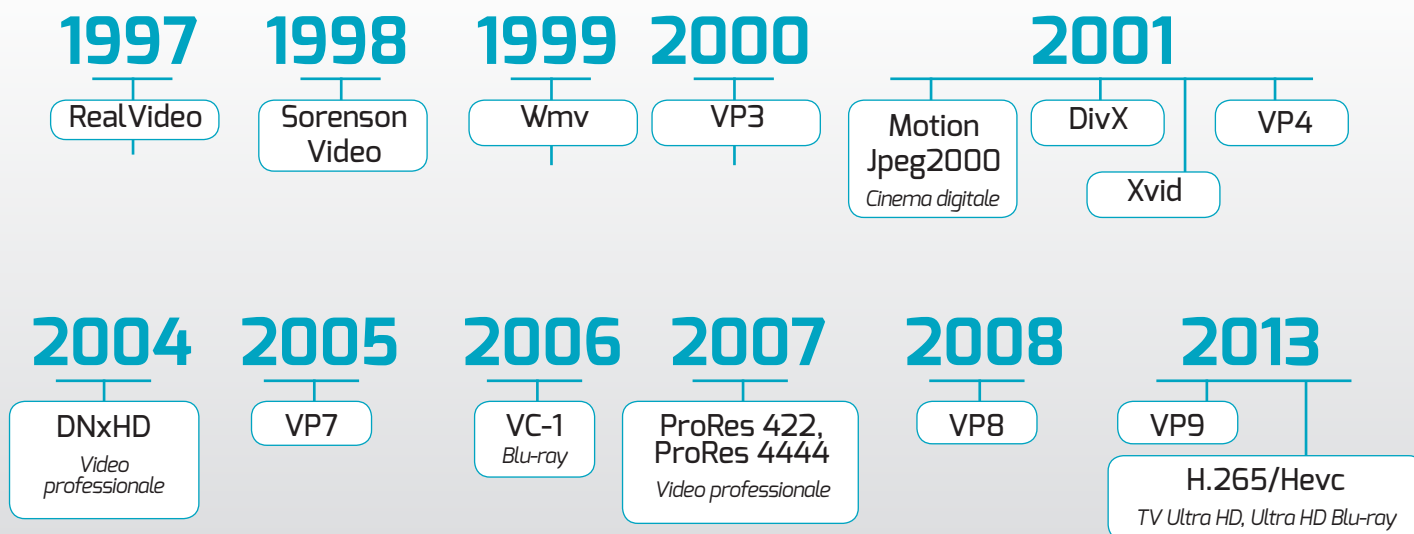 1997
RealVideo
1998
Sorenson
Video
1999
Wmv
2000
VP3
2001
Motion
Jpeg2000
Cinema digitale
DivX
Xvid
VP4
2004
DNxHD
Video
professionale
2005
VP7
2006
VC-1
Blu-ray
2007
ProRes 422,
ProRes 4444
Video professionale
2008
VP8
2013
VP9
H.265/Hevc
TV Ultra HD, Ultra HD Blu-ray